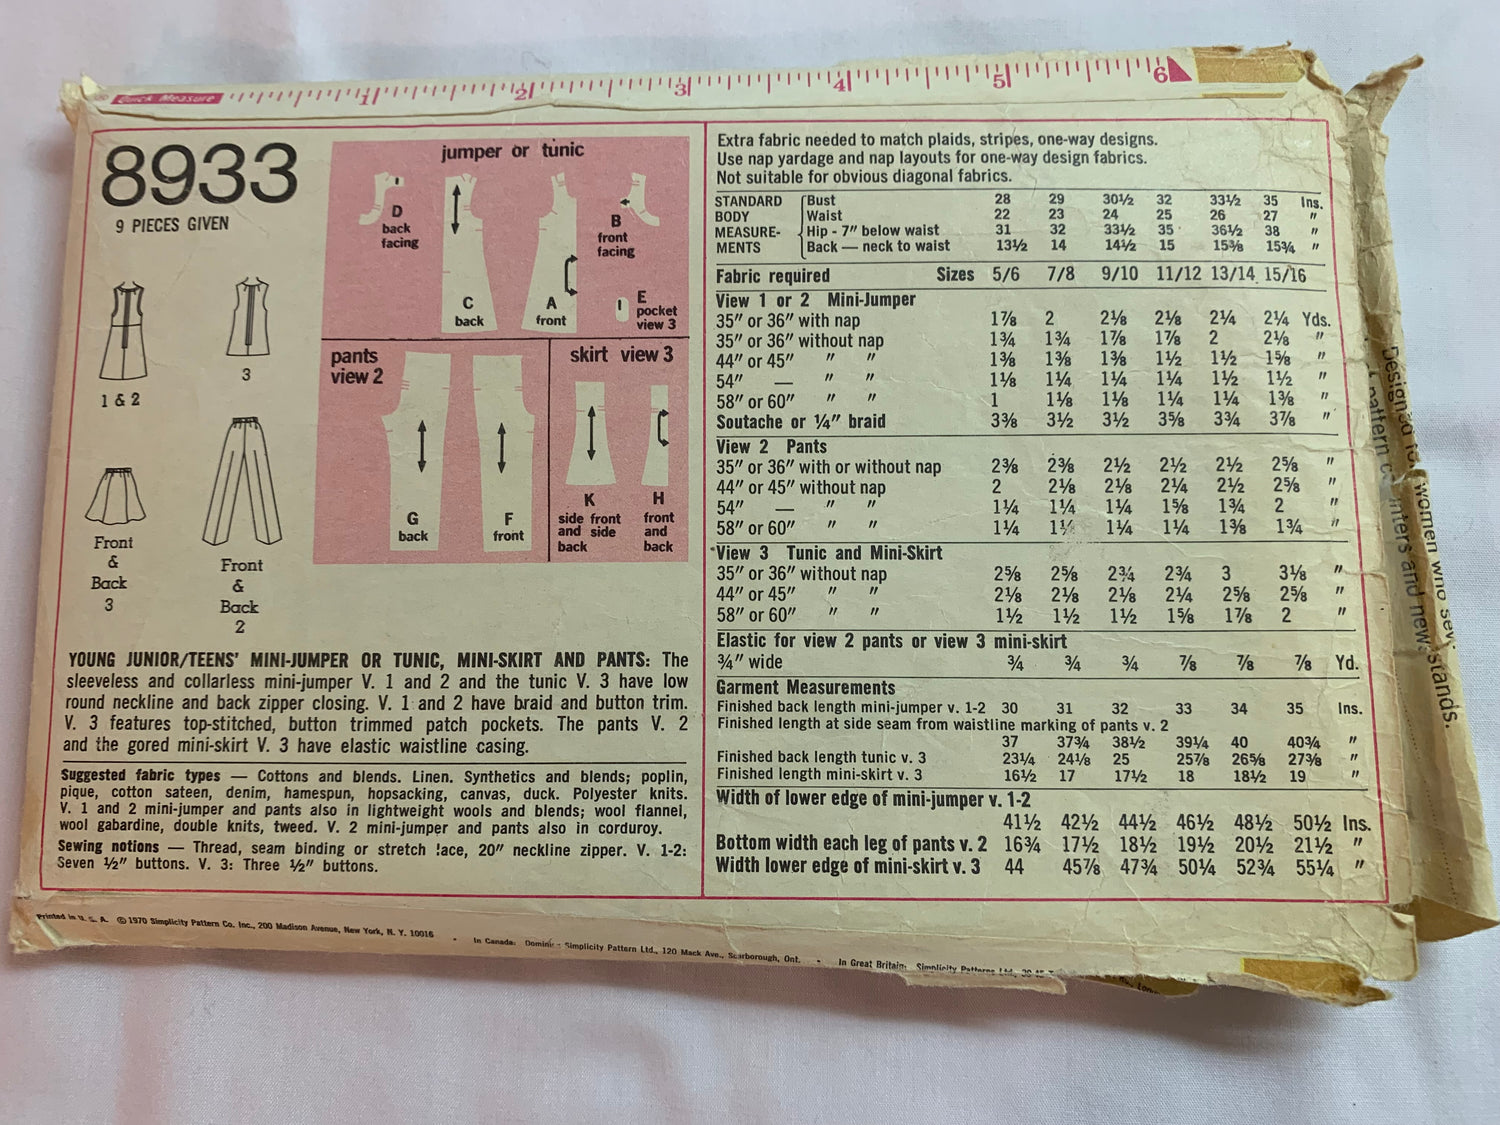 Quick Measure 1 2 3 4 5 6
8933
9 PIECES GIVEN
1 & 2
3
Front
&
Back
3
Front
&
Back
2
jumper or tunic
D
back
facing
C
back
A
front
B
front
facing
E
pocket
view 3
pants
view 2
G
back
F
front
skirt view 3
K
side front
and side
back
H
front
and
back
YOUNG JUNIOR/TEENS' MINI-JUMPER OR TUNIC, MINI-SKIRT AND PANTS: The
sleeveless and collarless mini-jumper V. 1 and 2 and the tunic V. 3 have low
round neckline and back zipper closing. V. 1 and 2 have braid and button trim.
V. 3 features top-stitched, button trimmed patch pockets. The pants V. 2
and the gored mini-skirt V. 3 have elastic waistline casing.
Suggested fabric types — Cottons and blends. Linen. Synthetics and blends; poplin,
pique, cotton sateen, denim, hamespun, hopsacking, canvas, duck. Polyester knits.
V. 1 and 2 mini-jumper and pants also in lightweight wools and blends; wool flannel,
wool gabardine, double knits, tweed. V. 2 mini-jumper and pants also in corduroy.
Sewing notions — Thread, seam binding or stretch lace, 20" neckline zipper. V. 1-2:
Seven ½" buttons. V. 3: Three ½" buttons.
Extra fabric needed to match plaids, stripes, one-way designs.
Use nap yardage and nap layouts for one-way design fabrics.
Not suitable for obvious diagonal fabrics.
STANDARD Bust 28 29 30½ 32 33½ 35 Ins.
BODY Waist 22 23 24 25 26 27 "
MEASURE- Hip - 7" below waist 31 32 33½ 35 36½ 38 "
MENTS Back — neck to waist 13½ 14 14½ 15 15⅜ 15¾ "
Fabric required Sizes 5/6 7/8 9/10 11/12 13/14 15/16
View 1 or 2 Mini-Jumper
35" or 36" with nap 1⅞ 2 2⅛ 2⅛ 2¼ 2¼ Yds.
35" or 36" without nap 1¾ 1¾ 1⅞ 1⅞ 2 2⅛ "
44" or 45" " " 1⅜ 1⅜ 1⅜ 1½ 1½ 1⅝ "
54" — " " 1⅛ 1¼ 1¼ 1¼ 1½ 1½ "
58" or 60" " " 1 1⅛ 1⅛ 1¼ 1¼ 1⅜ "
Soutache or ¼" braid 3⅜ 3½ 3½ 3⅝ 3¾ 3⅞ "
View 2 Pants
35" or 36" with or without nap 2⅜ 2⅜ 2½ 2½ 2½ 2⅝ "
44" or 45" without nap 2 2⅛ 2⅛ 2¼ 2½ 2⅝ "
54" — " " 1¼ 1¼ 1¼ 1⅝ 1¾ 2 "
58" or 60" " " 1¼ 1¼ 1¼ 1⅜ 1¾ "
View 3 Tunic and Mini-Skirt
35" or 36" without nap 2⅝ 2⅝ 2¾ 2¾ 3 3⅛ "
44" or 45" " " 2⅛ 2⅛ 2⅛ 2¼ 2⅝ 2⅝ "
58" or 60" " " 1½ 1½ 1½ 1⅝ 1⅞ 2 "
Elastic for view 2 pants or view 3 mini-skirt
¾" wide ¾ ¾ ¾ ⅞ ⅞ ⅞ Yd.
Garment Measurements
Finished back length mini-jumper v. 1-2 30 31 32 33 34 35 Ins.
Finished length at side seam from waistline marking of pants v. 2
37 37¾ 38½ 39¼ 40 40¾ "
Finished back length tunic v. 3 23¼ 24⅛ 25 25⅞ 26⅝ 27⅜ "
Finished length mini-skirt v. 3 16½ 17 17½ 18 18½ 19 "
Width of lower edge of mini-jumper v. 1-2
41½ 42½ 44½ 46½ 48½ 50½ Ins.
Bottom width each leg of pants v. 2 16¾ 17½ 18½ 19½ 20½ 21½ "
Width lower edge of mini-skirt v. 3 44 45⅞ 47¾ 50¼ 52¾ 55¼ "
Printed in U. S. A. © 1970 Simplicity Pattern Co. Inc., 200 Madison Avenue, New York, N. Y. 10016 • In Canada: Simplicity Pattern Ltd., 120 Mack Ave., Scarborough, Ont. • In Great Britain: Simplicity Patterns Ltd.,
Designed for women who sew.
pattern and newsstands.